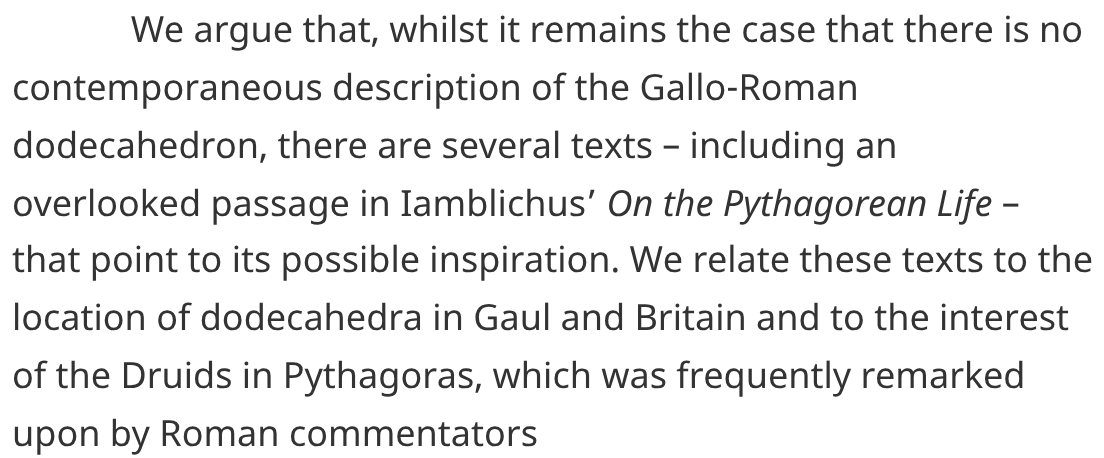 We argue that, whilst it remains the case that there is no
contemporaneous description of the Gallo-Roman
dodecahedron, there are several texts – including an
overlooked passage in Iamblichus’ On the Pythagorean Life –
that point to its possible inspiration. We relate these texts to the
location of dodecahedra in Gaul and Britain and to the interest
of the Druids in Pythagoras, which was frequently remarked
upon by Roman commentators